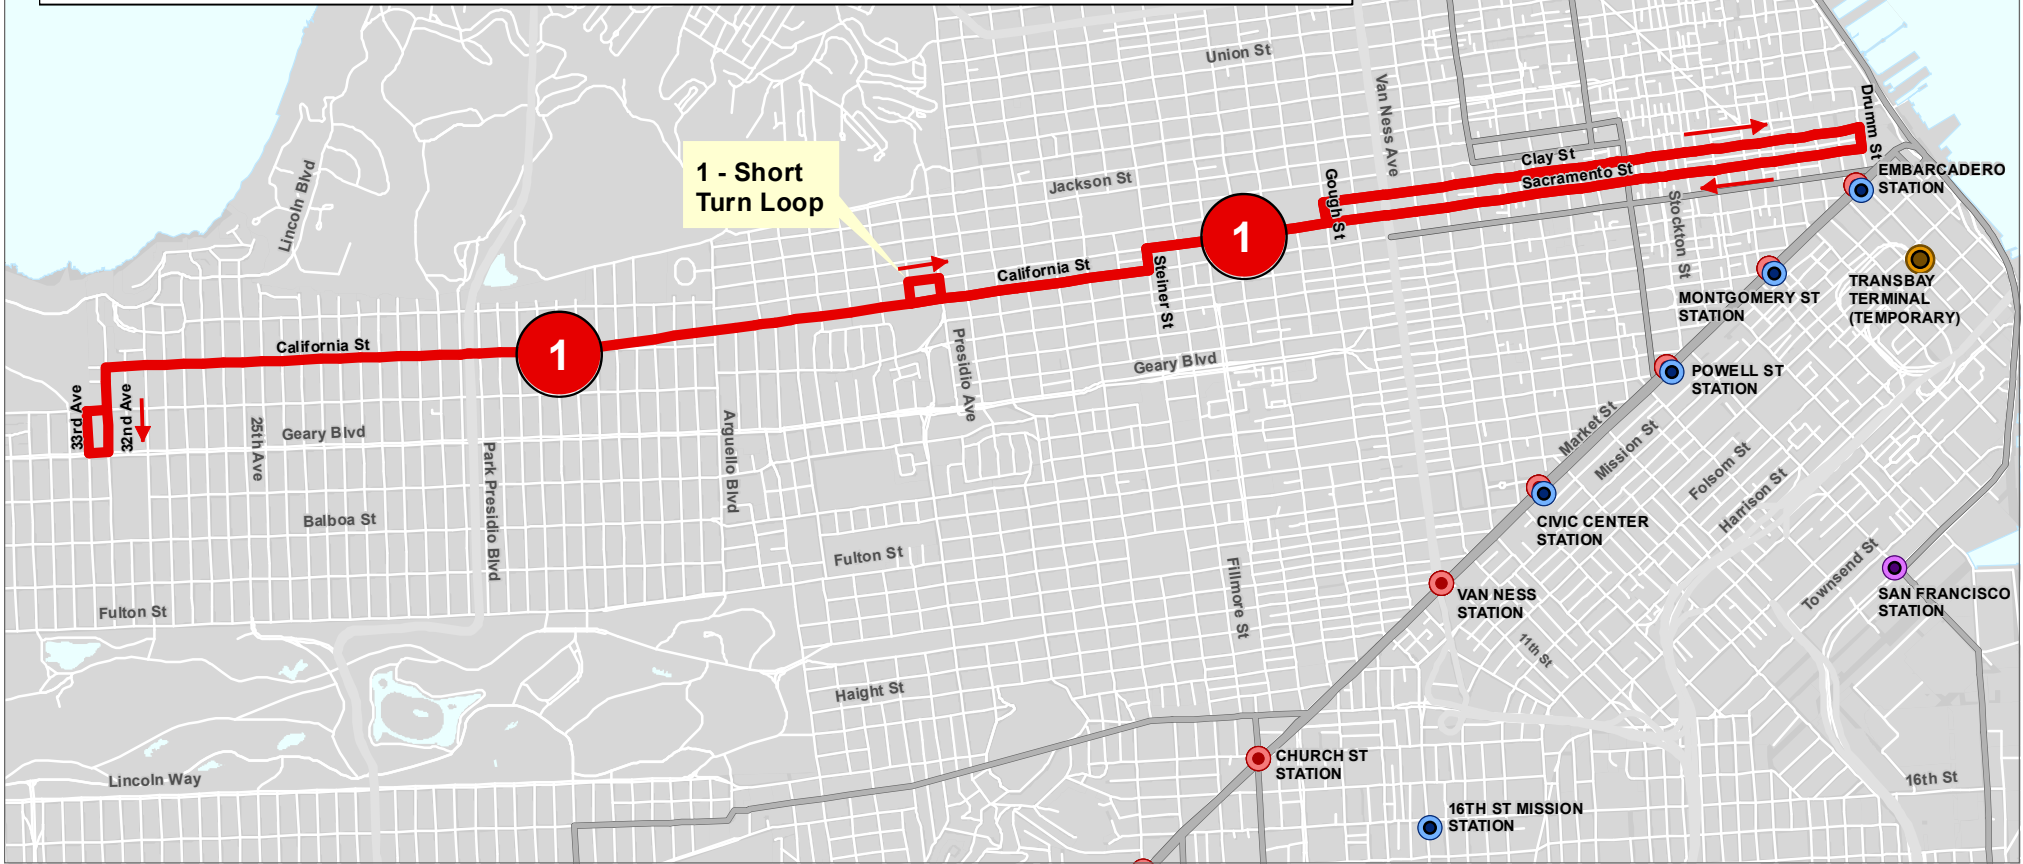 Union St
Van Ness Ave
Drumm St
Lincoln Blvd
1 - Short
Turn Loop
Jackson St
Clay St
Sacramento St
Gough St
Stockton St
EMBARCADERO
STATION
1
California St
Steiner St
TRANSBAY
TERMINAL
(TEMPORARY)
MONTGOMERY ST
STATION
1
California St
Presidio Ave
Geary Blvd
POWELL ST
STATION
33rd Ave
32nd Ave
25th Ave
Geary Blvd
Park Presidio Blvd
Arguello Blvd
Market St
Mission St
Folsom St
Harrison St
CIVIC CENTER
STATION
Balboa St
Fulton St
Fillmore St
Townsend St
VAN NESS
STATION
SAN FRANCISCO
STATION
Fulton St
11th St
Haight St
CHURCH ST
STATION
Lincoln Way
16th St
16TH ST MISSION
STATION